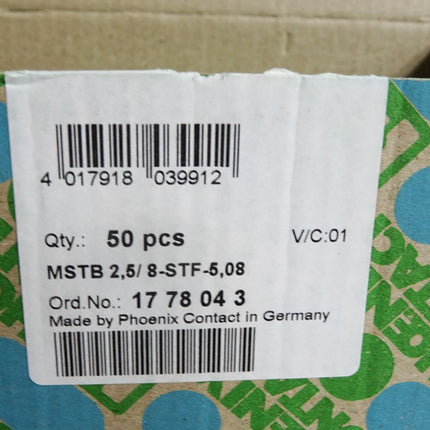 4 017918 039912
Qty.: 50 pcs V/C:01
MSTB 2,5/ 8-STF-5,08
Ord.No.: 17 78 04 3
Made by Phoenix Contact in Germany